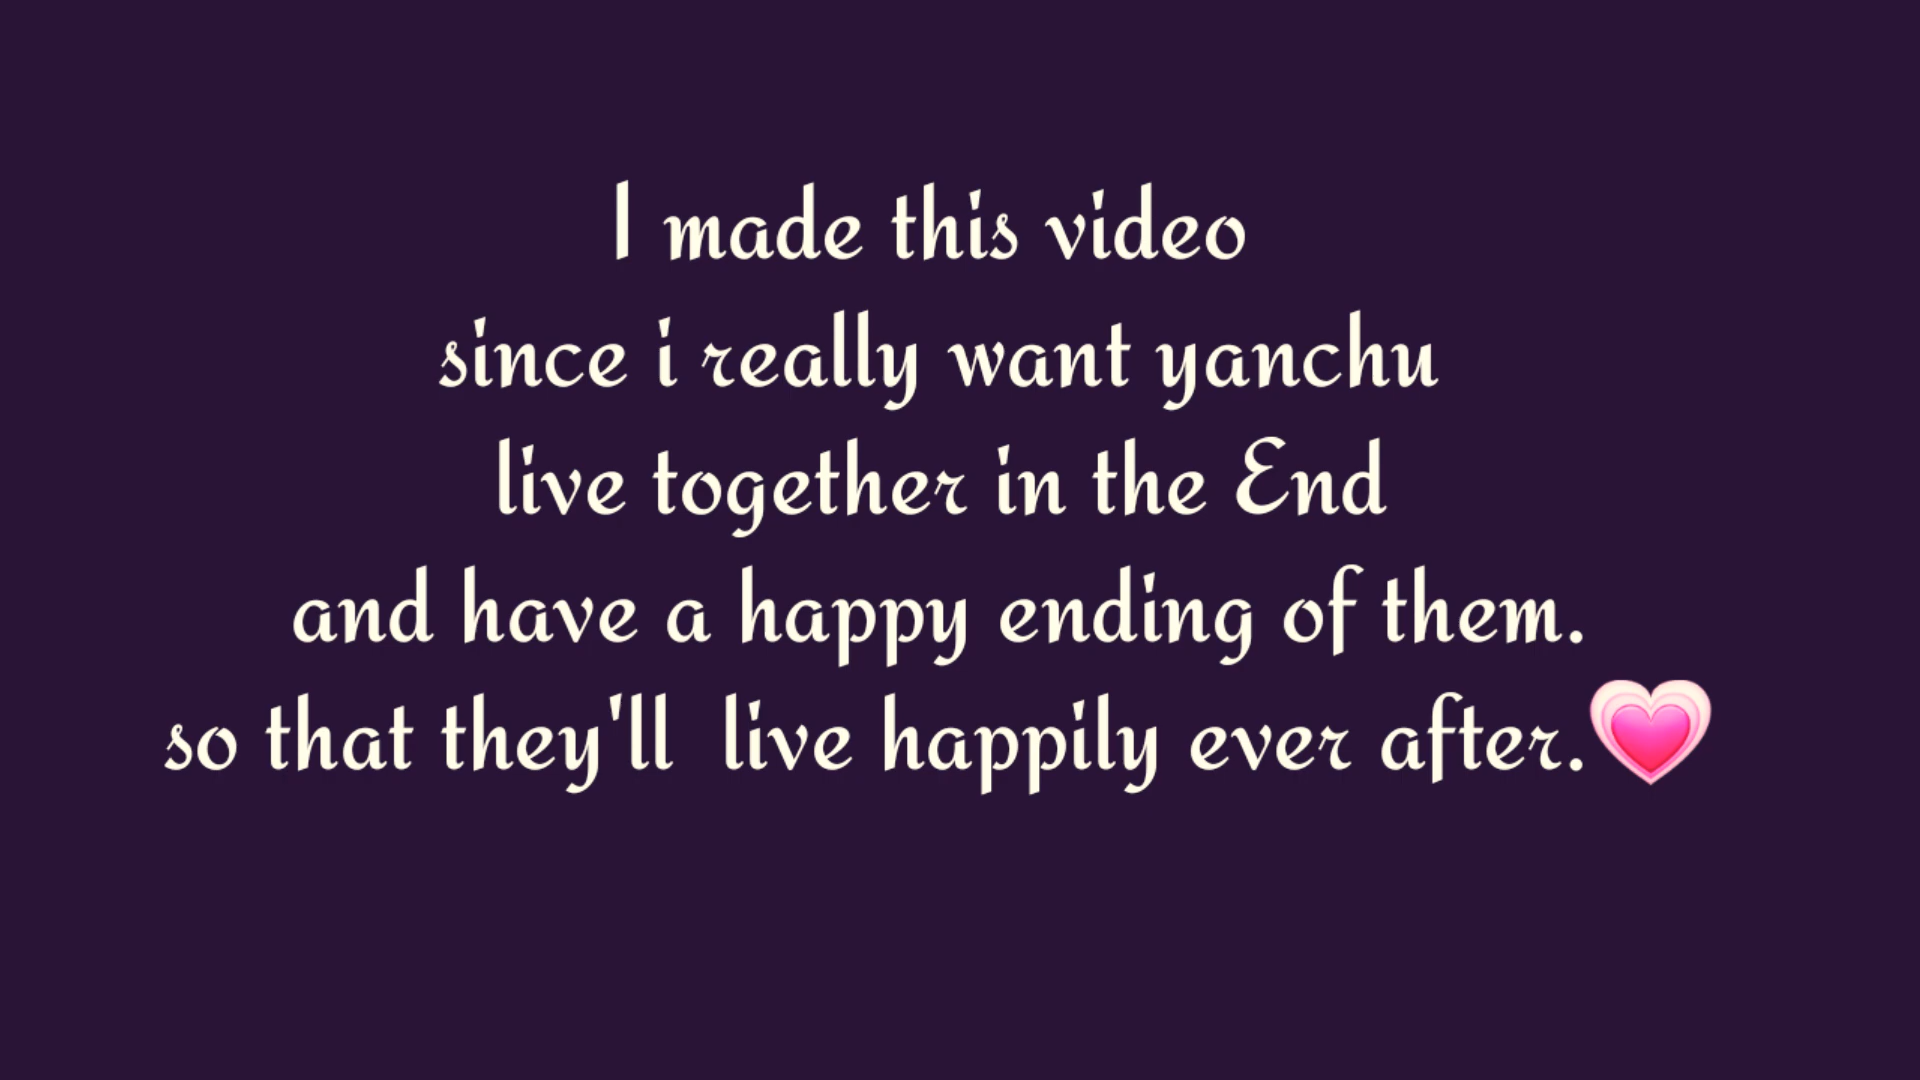 I made this video
since i really want yanchu
live together in the End
and have a happy ending of them.
so that they'll  live happily ever after.💗